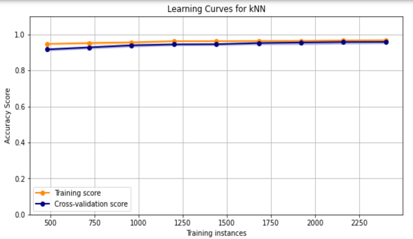 Learning Curves for kNN
Accuracy Score
1.0
0.8
0.6
0.4
0.2
0.0
Training score
Cross-validation score
500 750 1000 1250 1500 1750 2000 2250
Training instances